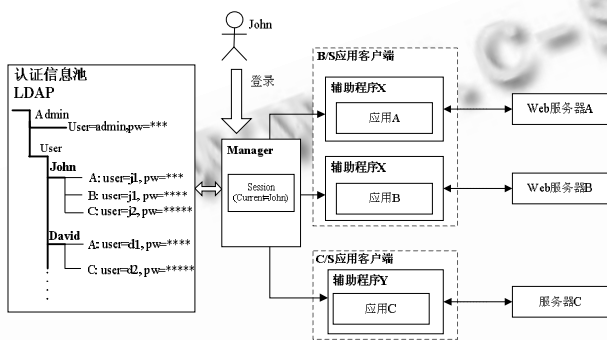 John
登录
认证信息池
LDAP
Admin
User=admin,pw=***
User
John
A: user=j1, pw=***
B: user=j1, pw=****
C: user=j2, pw=*****
David
A: user=d1, pw=****
C: user=d2, pw=*****
Manager
Session
(Current=John)
B/S应用客户端
辅助程序X
应用A
辅助程序X
应用B
C/S应用客户端
辅助程序Y
应用C
Web服务器A
Web服务器B
服务器C